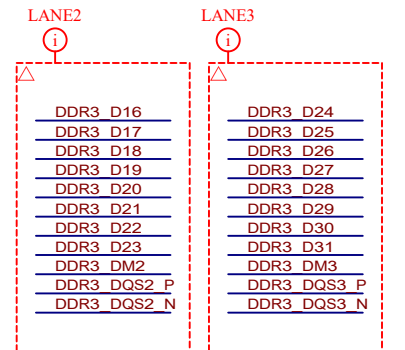 LANE2
i
DDR3_D16
DDR3_D17
DDR3_D18
DDR3_D19
DDR3_D20
DDR3_D21
DDR3_D22
DDR3_D23
DDR3_DM2
DDR3_DQS2_P
DDR3_DQS2_N
LANE3
i
DDR3_D24
DDR3_D25
DDR3_D26
DDR3_D27
DDR3_D28
DDR3_D29
DDR3_D30
DDR3_D31
DDR3_DM3
DDR3_DQS3_P
DDR3_DQS3_N